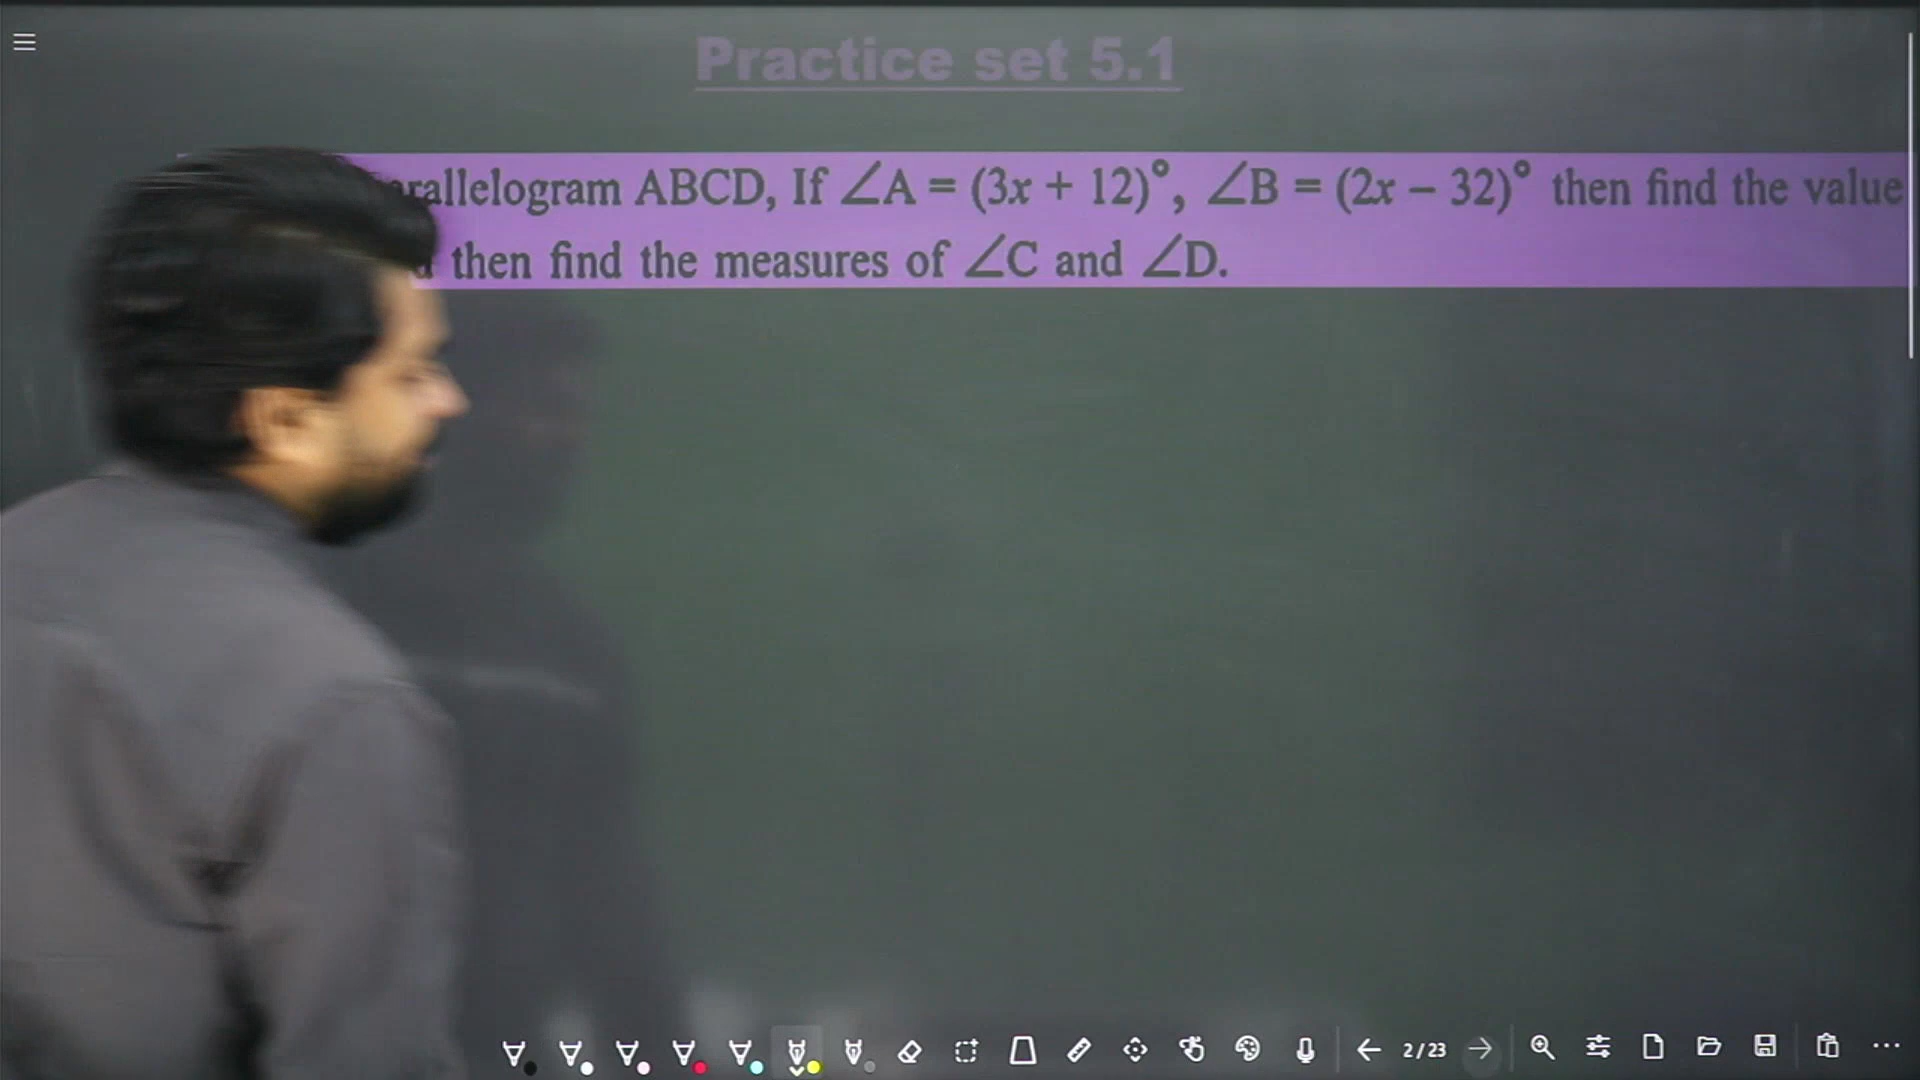 Practice set 5.1
ABCD, If ∠A = (3x + 12)°, ∠B = (2x – 32)° then find the value
then find the measures of ∠C and ∠D.
2/23